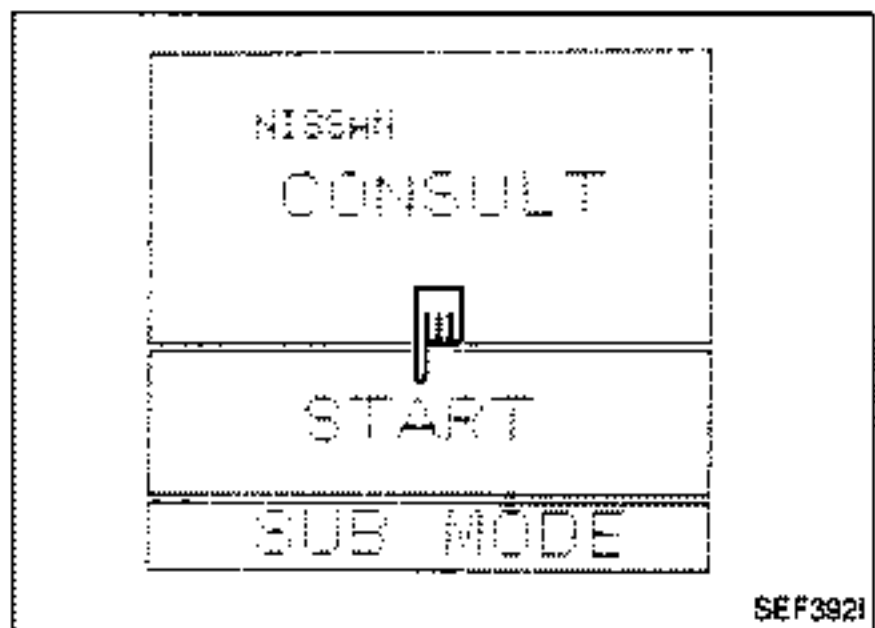 NISSAN
CONSULT
START
SUB MODE
SEF392I